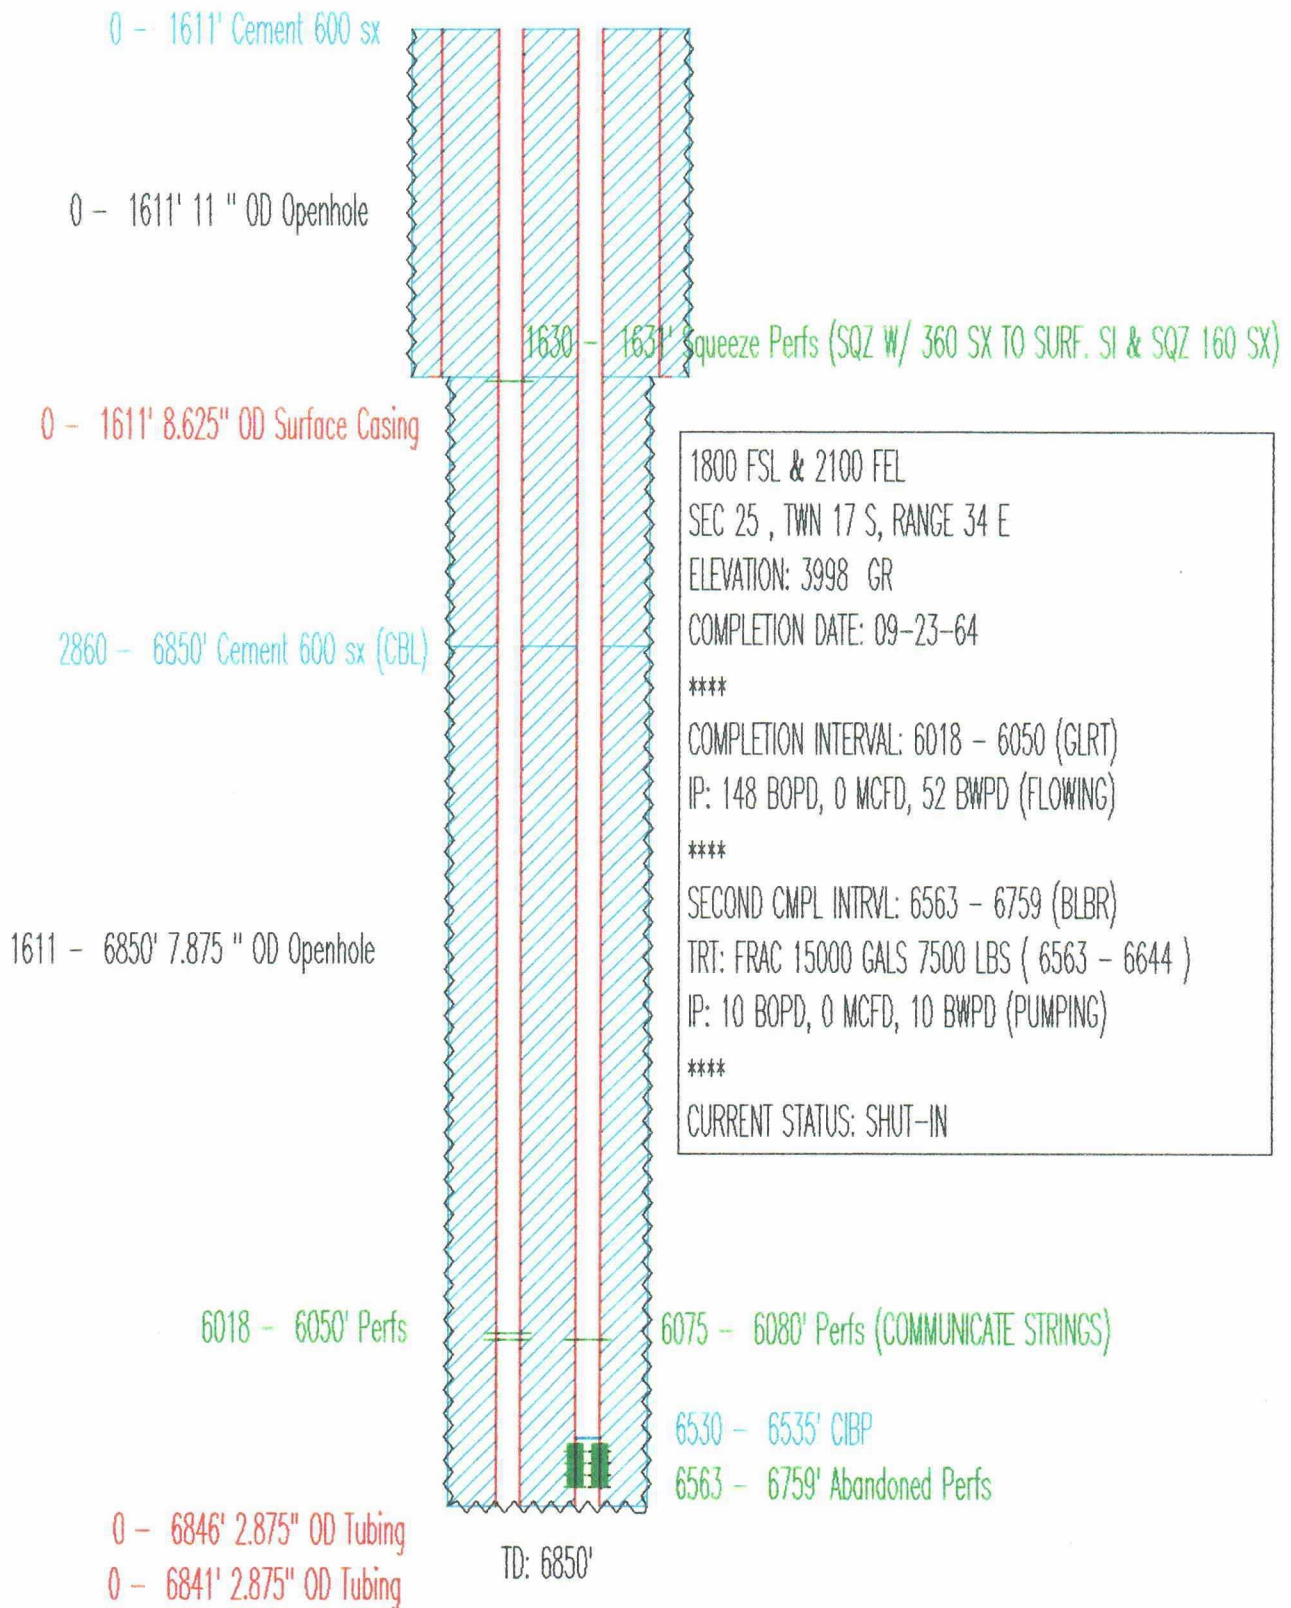 0 - 1611' Cement 600 sx
0 - 1611' 11 " OD Openhole
1630 - 1631' Squeeze Perfs (SQZ W/ 360 SX TO SURF. SI & SQZ 160 SX)
0 - 1611' 8.625" OD Surface Casing
1800 FSL & 2100 FEL
SEC 25 , TWN 17 S, RANGE 34 E
ELEVATION: 3998 GR
COMPLETION DATE: 09-23-64
****
COMPLETION INTERVAL: 6018 - 6050 (GLRT)
IP: 148 BOPD, 0 MCFD, 52 BWPD (FLOWING)
****
SECOND CMPL INTRVL: 6563 - 6759 (BLBR)
TRT: FRAC 15000 GALS 7500 LBS ( 6563 - 6644 )
IP: 10 BOPD, 0 MCFD, 10 BWPD (PUMPING)
****
CURRENT STATUS: SHUT-IN
2860 - 6850' Cement 600 sx (CBL)
1611 - 6850' 7.875 " OD Openhole
6018 - 6050' Perfs
6075 - 6080' Perfs (COMMUNICATE STRINGS)
6530 - 6535' CIBP
6563 - 6759' Abandoned Perfs
0 - 6846' 2.875" OD Tubing
0 - 6841' 2.875" OD Tubing
TD: 6850'